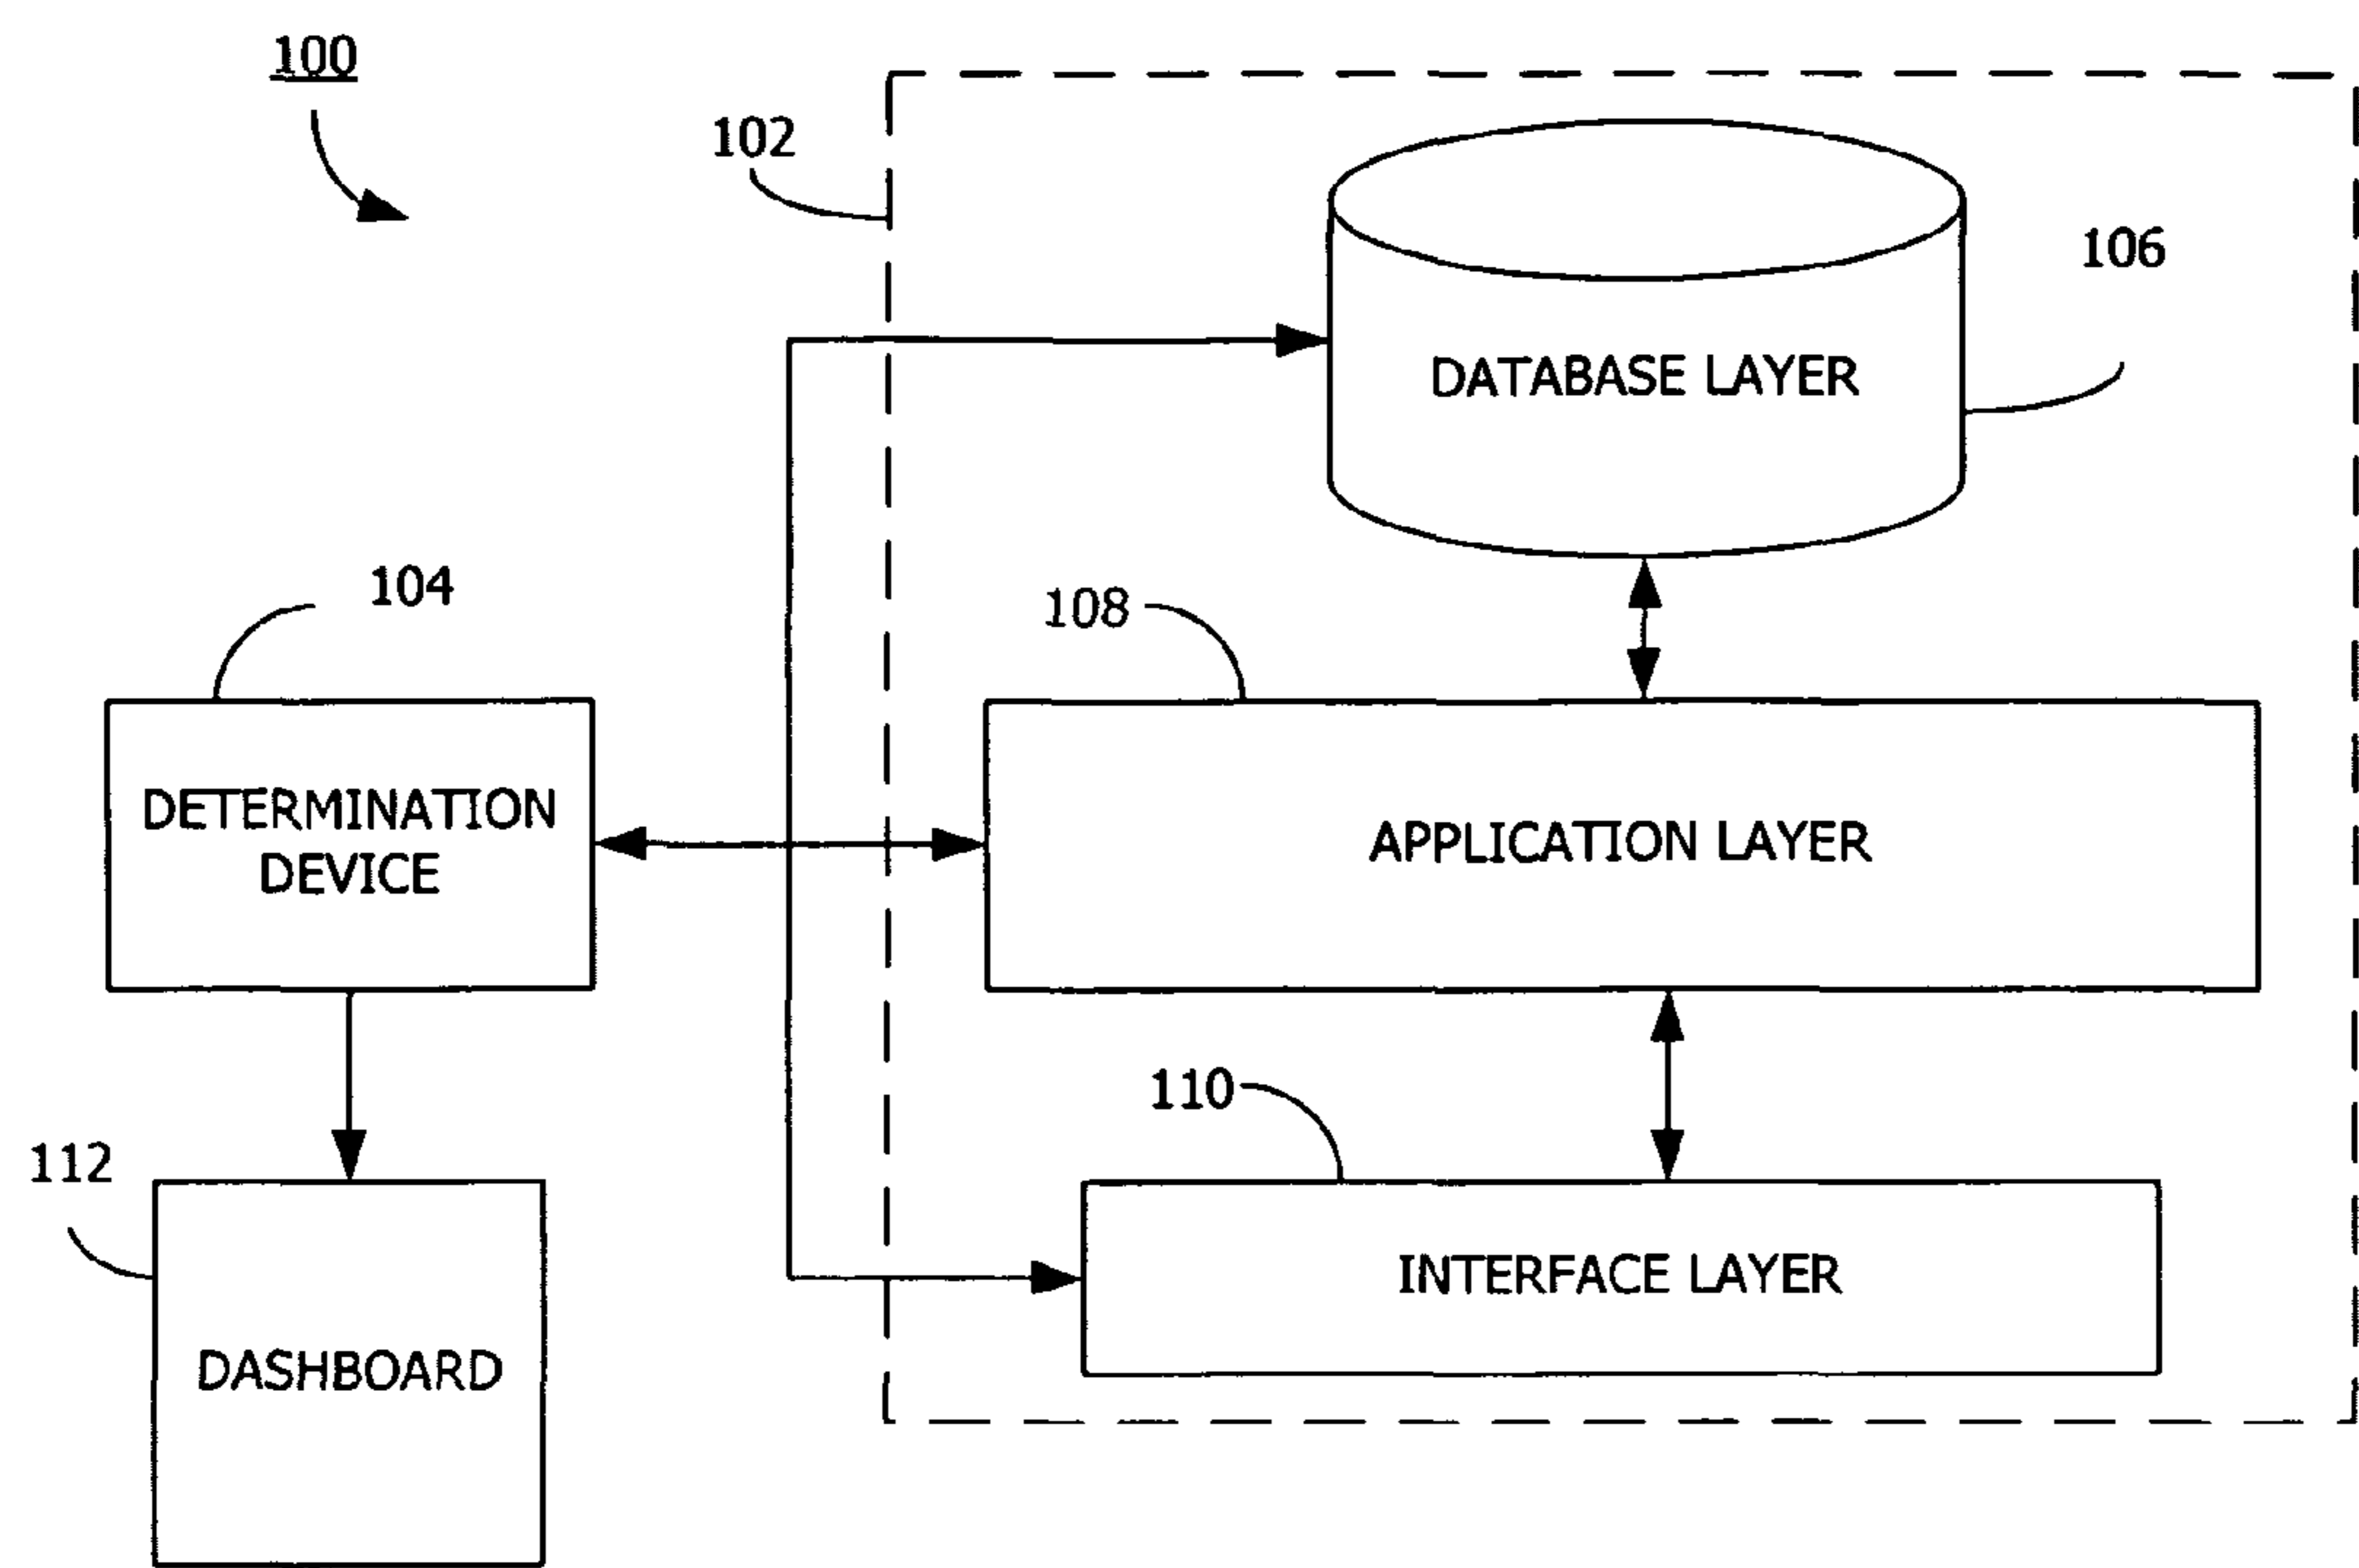 100
102
106
DATABASE LAYER
104
108
DETERMINATION
DEVICE
APPLICATION LAYER
110
112
INTERFACE LAYER
DASHBOARD